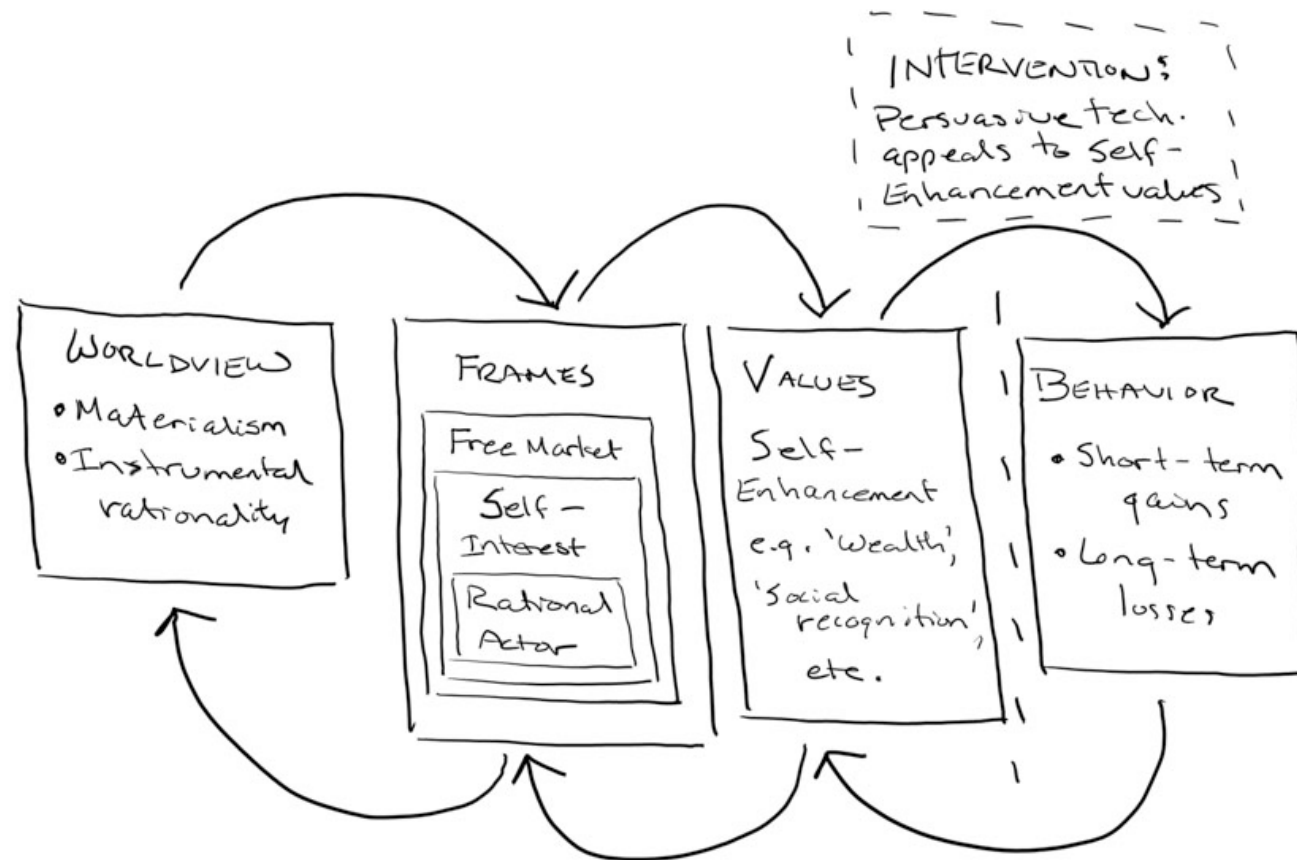 INTERVENTION:
Persuasive tech.
appeals to Self-
Enhancement values
WORLDVIEW
• Materialism
• Instrumental
rationality
FRAMES
Free Market
Self-
Interest
Rational
Actor
VALUES
Self-
Enhancement
e.g. 'Wealth',
'Social
recognition',
etc.
BEHAVIOR
• Short-term
gains
• Long-term
losses